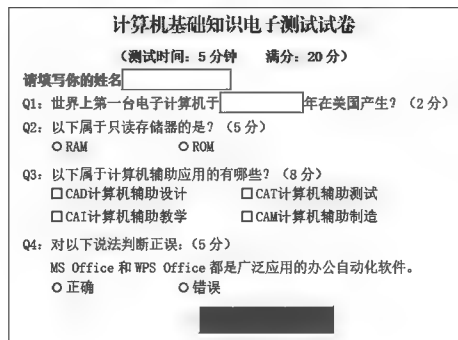 计算机基础知识电子测试试卷
（测试时间：5分钟 满分：20分）
请填写你的姓名
Q1：世界上第一台电子计算机于 年在美国产生？（2分）
Q2：以下属于只读存储器的是？（5分）
RAM ROM
Q3：以下属于计算机辅助应用的有哪些？（8分）
CAD计算机辅助设计 CAT计算机辅助测试
CAI计算机辅助教学 CAM计算机辅助制造
Q4：对以下说法判断正误：（5分）
MS Office 和 WPS Office 都是广泛应用的办公自动化软件。
正确 错误